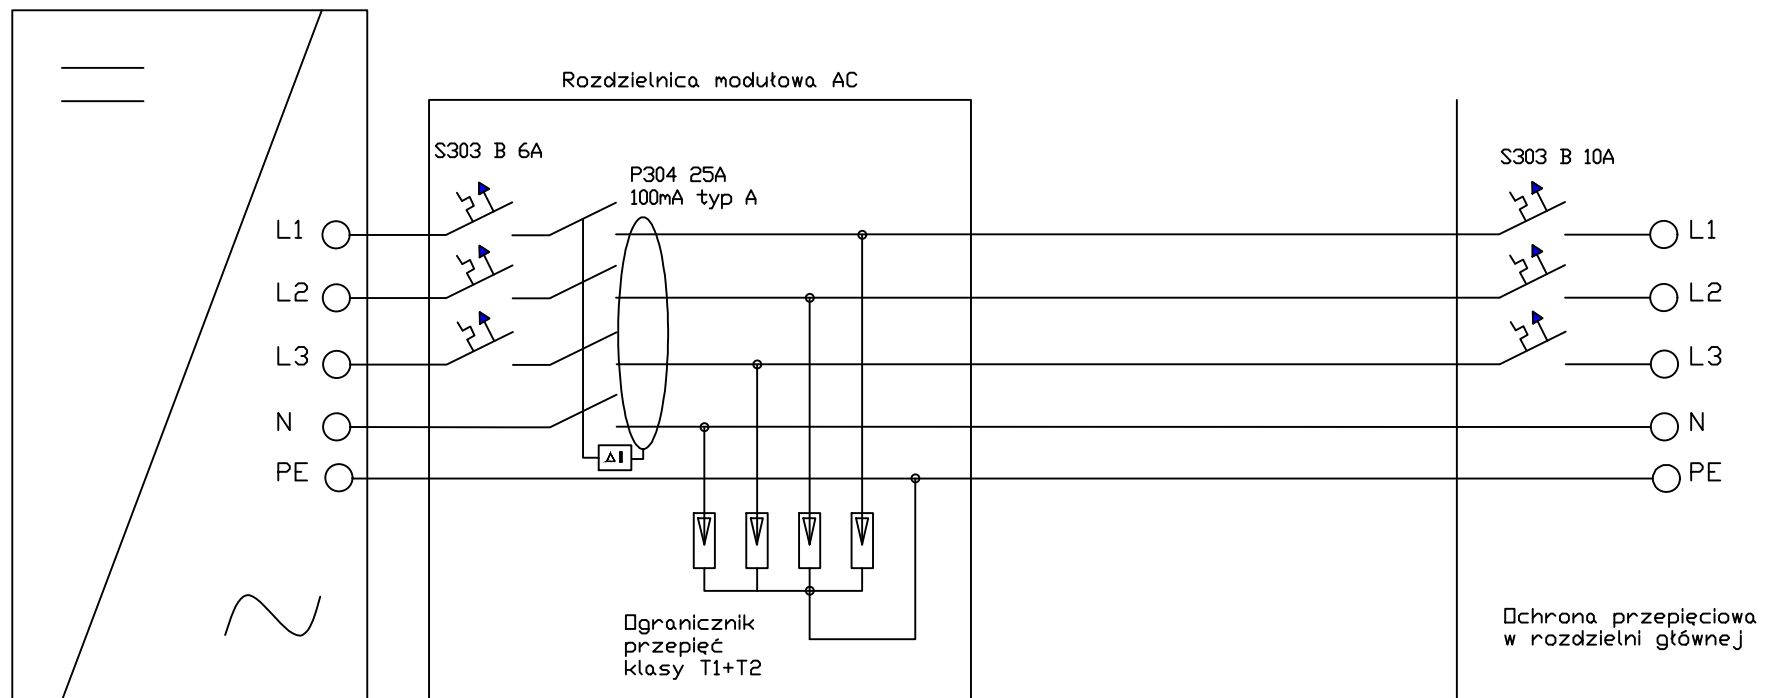 Rozdzielnica modułowa AC
S303 B 6A
P304 25A
100mA typ A
S303 B 10A
L1
L2
L3
N
PE
ΔI
L1
L2
L3
N
PE
Ogranicznik
przepięć
klasy T1+T2
Ochrona przepięciowa
w rozdzielni głównej